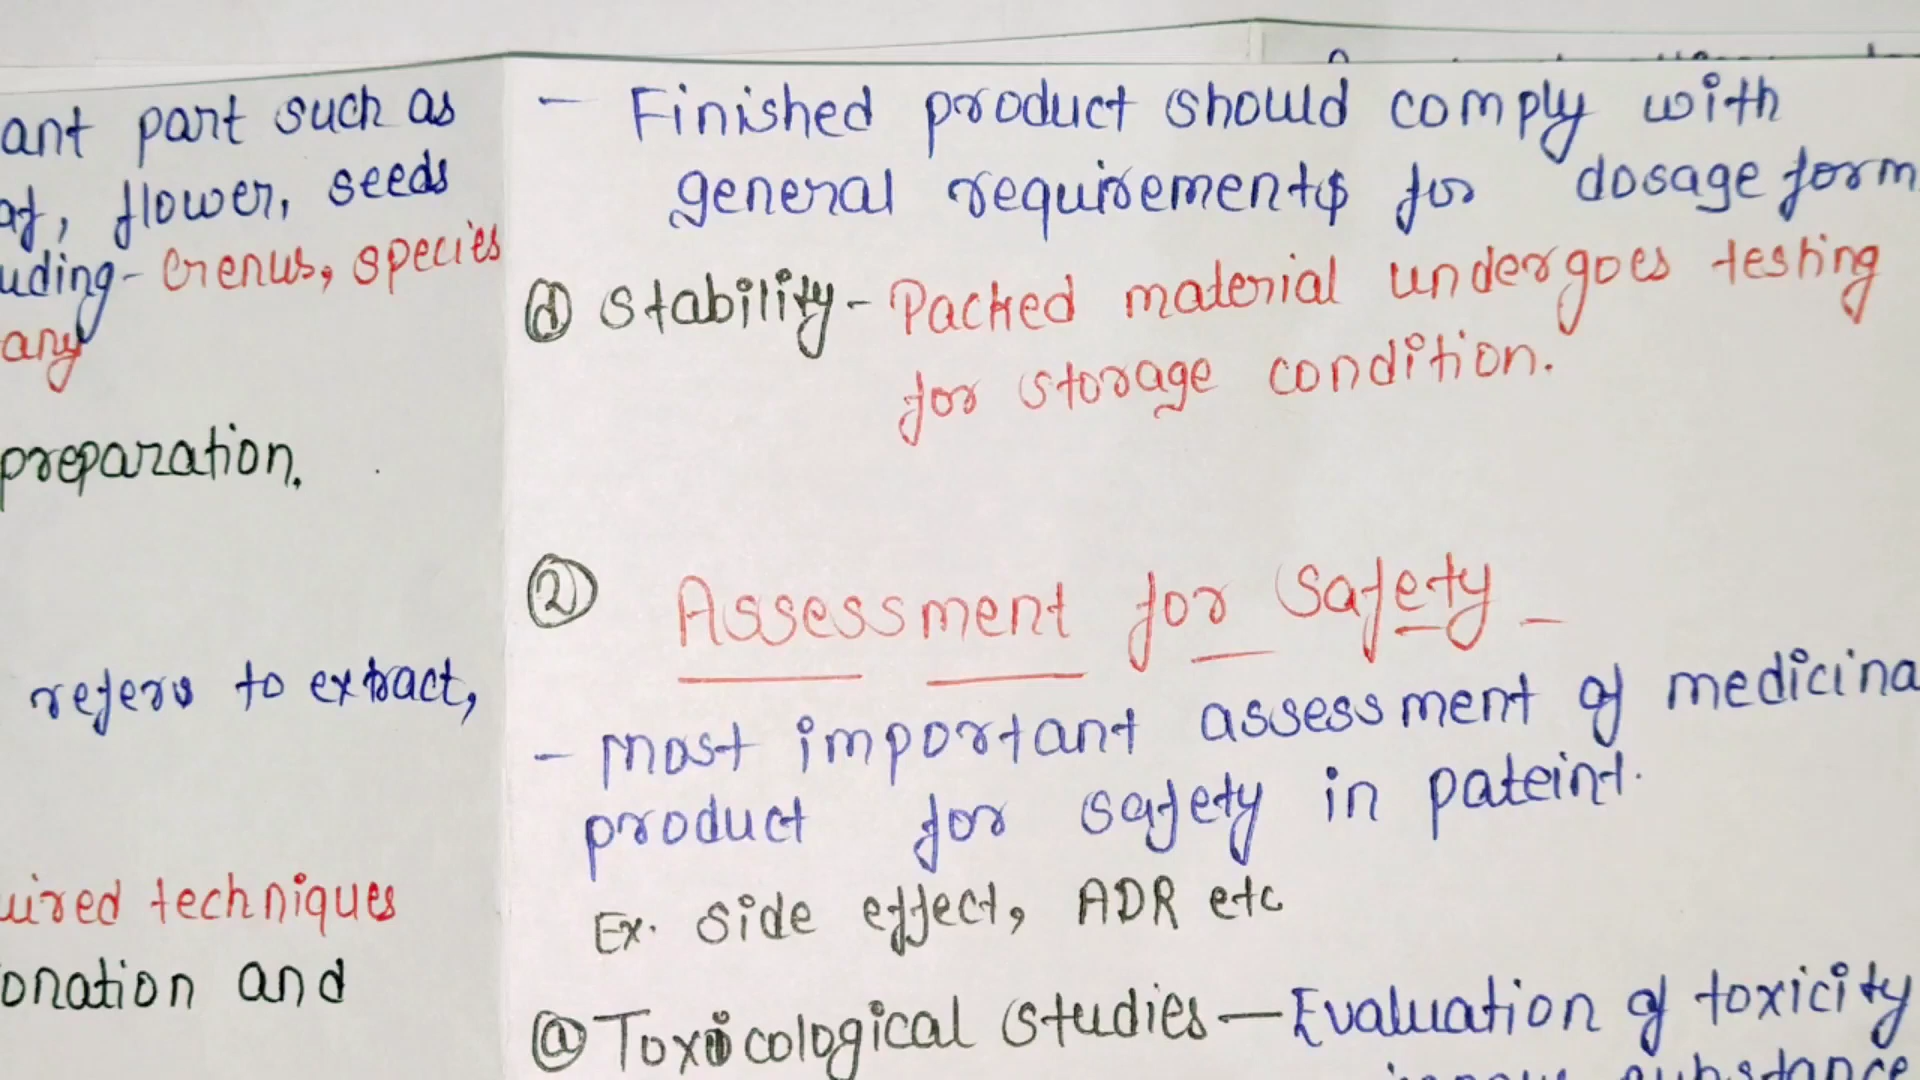 ant part such as
af, flower, seeds
uding - Genus, species
any
preparation.
refers to extract,
uired techniques
onation and
- Finished product should comply with
general requirements for dosage form
(d) Stability - Packed material undergoes testing
for storage condition.
(2) Assessment for Safety -
- most important assessment of medicina
product for safety in pateint.
Ex. side effect, ADR etc
(a) Toxicological studies - Evaluation of toxicity
substance